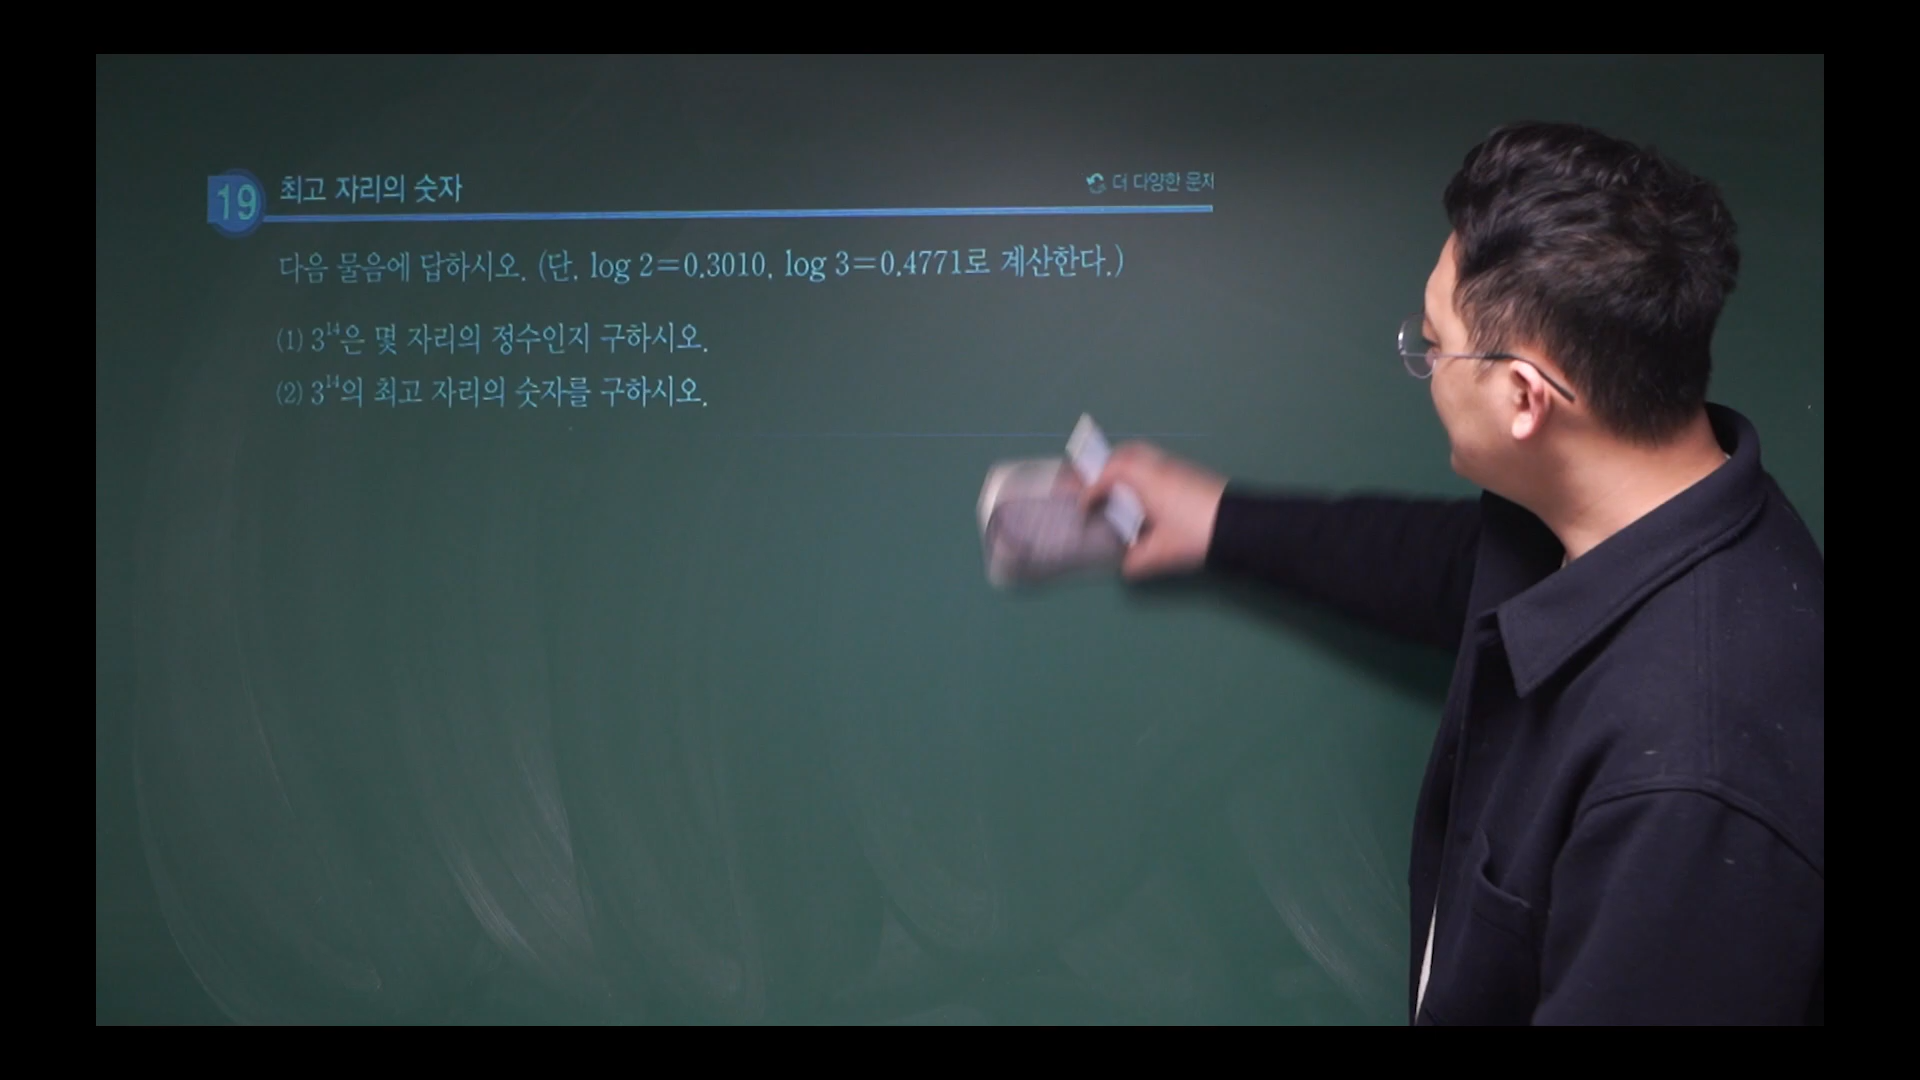 19 최고 자리의 숫자
더 다양한 문제
다음 물음에 답하시오. (단, log 2=0.3010, log 3=0.4771로 계산한다.)
(1) 3¹⁴은 몇 자리의 정수인지 구하시오.
(2) 3¹⁴의 최고 자리의 숫자를 구하시오.